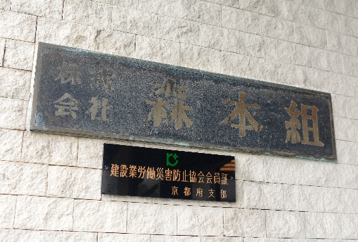 株式会社 森本組
建設業労働災害防止協会会員証
京都府支部